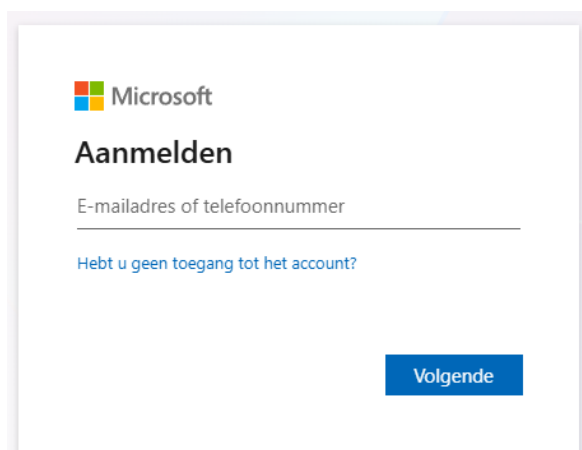 Microsoft
Aanmelden
E-mailadres of telefoonnummer
Hebt u geen toegang tot het account?
Volgende